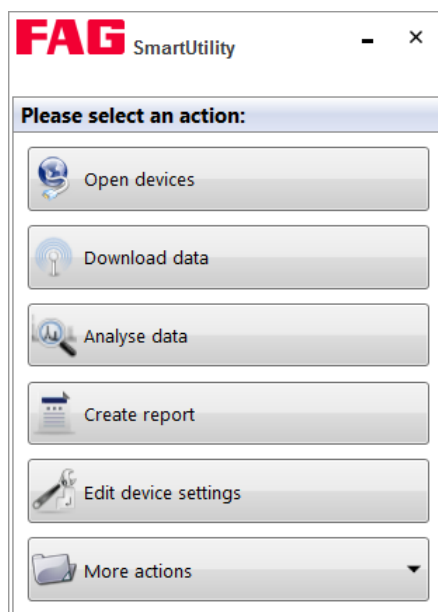 FAG SmartUtility
Please select an action:
Open devices
Download data
Analyse data
Create report
Edit device settings
More actions